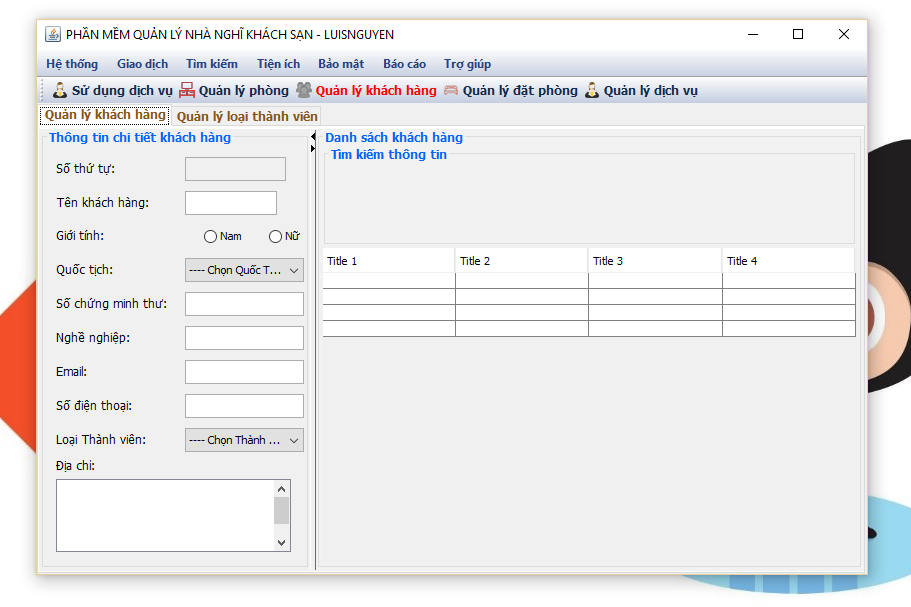 PHẦN MỀM QUẢN LÝ NHÀ NGHĨ KHÁCH SẠN - LUISNGUYEN
Hệ thống Giao dịch Tìm kiếm Tiện ích Bảo mật Báo cáo Trợ giúp
Sử dụng dịch vụ Quản lý phòng Quản lý khách hàng Quản lý đặt phòng Quản lý dịch vụ
Quản lý khách hàng Quản lý loại thành viên
Thông tin chi tiết khách hàng
Số thứ tự:
Tên khách hàng:
Giới tính: Nam Nữ
Quốc tịch: ---- Chọn Quốc T...
Số chứng minh thư:
Nghề nghiệp:
Email:
Số điện thoại:
Loại Thành viên: ---- Chọn Thành ...
Địa chỉ:
Danh sách khách hàng
Tìm kiếm thông tin
Title 1 Title 2 Title 3 Title 4